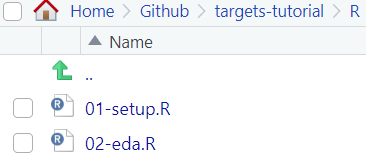 Home > Github > targets-tutorial > R
Name
..
01-setup.R
02-eda.R